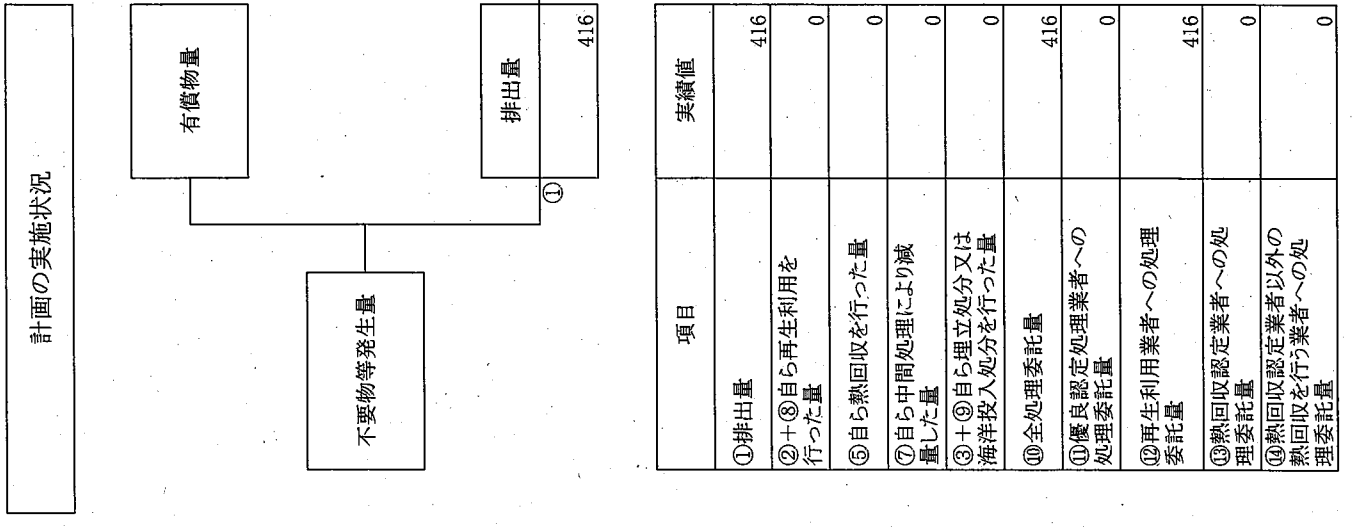 計画の実施状況
不要物等発生量
有償物量
①
排出量
416
項目
実績値
①排出量
416
②+⑧自ら再生利用を
行った量
0
⑤自ら熱回収を行った量
0
⑦自ら中間処理により減
量した量
0
③+⑨自ら埋立処分又は
海洋投入処分を行った量
0
⑩全処理委託量
416
⑪優良認定処理業者への
処理委託量
0
⑫再生利用業者への処理
委託量
416
⑬熱回収認定業者への処
理委託量
0
⑭熱回収認定業者以外の
熱回収を行う業者への処
理委託量
0